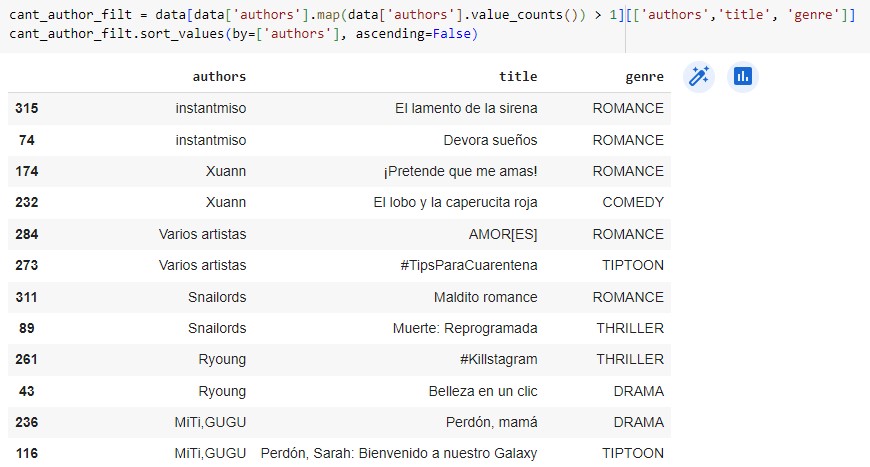 cant_author_filt = data[data['authors'].map(data['authors'].value_counts()) > 1][['authors','title', 'genre']]
cant_author_filt.sort_values(by=['authors'], ascending=False)
authors title genre
315 instantmiso El lamento de la sirena ROMANCE
74 instantmiso Devora sueños ROMANCE
174 Xuann ¡Pretende que me amas! ROMANCE
232 Xuann El lobo y la caperucita roja COMEDY
284 Varios artistas AMOR[ES] ROMANCE
273 Varios artistas #TipsParaCuarentena TIPTOON
311 Snailords Maldito romance ROMANCE
89 Snailords Muerte: Reprogramada THRILLER
261 Ryoung #Killstagram THRILLER
43 Ryoung Belleza en un clic DRAMA
236 MiTi,GUGU Perdón, mamá DRAMA
116 MiTi,GUGU Perdón, Sarah: Bienvenido a nuestro Galaxy TIPTOON